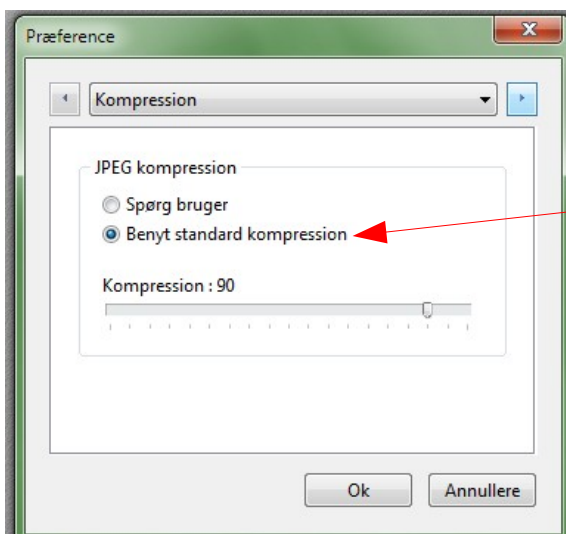 Præference
Kompression
JPEG kompression
Spørg bruger
Benyt standard kompression
Kompression : 90
Ok
Annullere